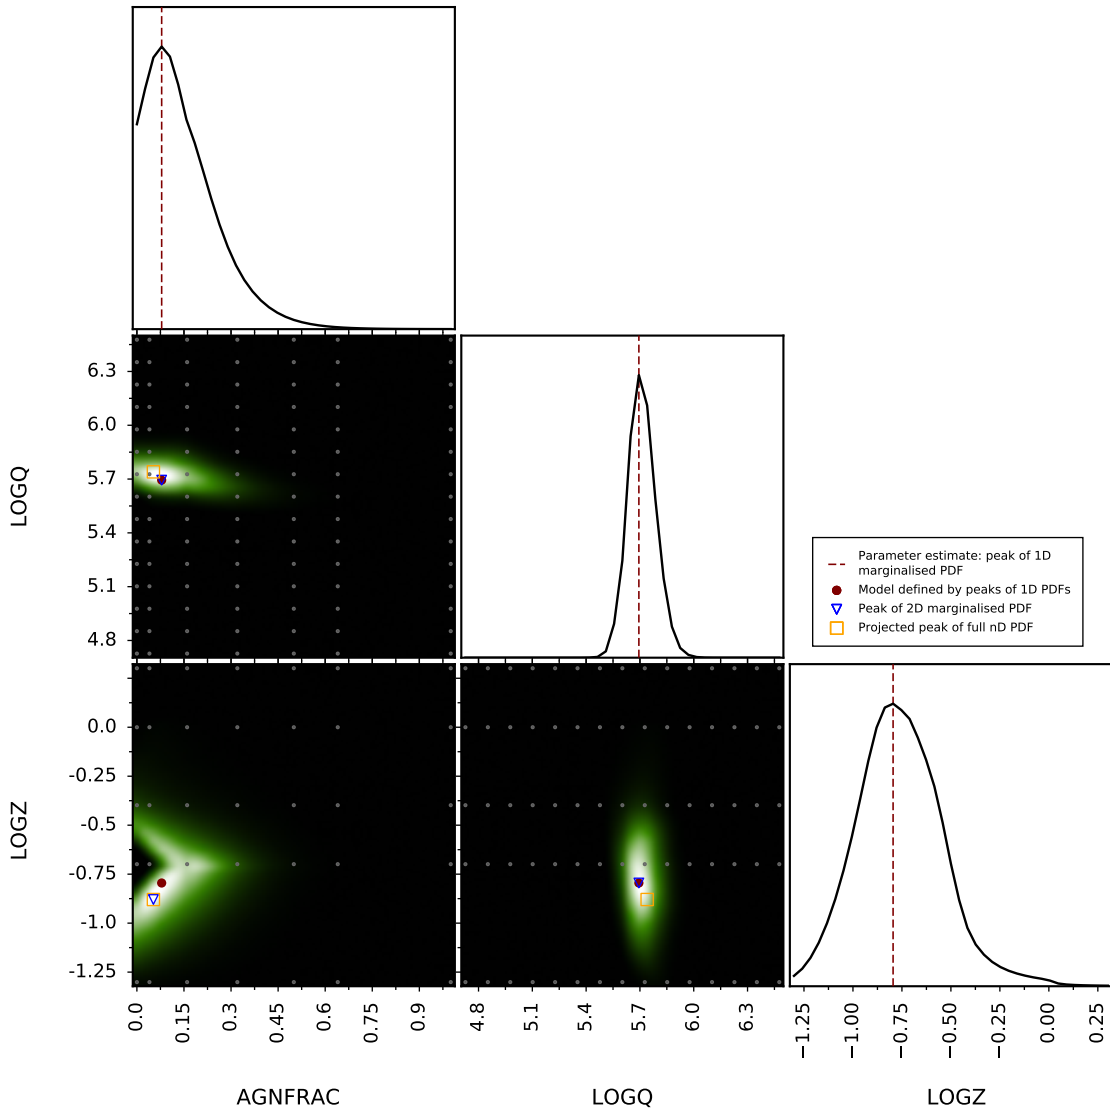 LOGQ
6.3
6.0
5.7
5.4
5.1
4.8
Parameter estimate: peak of 1D
marginalised PDF
Model defined by peaks of 1D PDFs
Peak of 2D marginalised PDF
Projected peak of full nD PDF
LOGZ
0.0
-0.25
-0.5
-0.75
-1.0
-1.25
0.0 0.15 0.3 0.45 0.6 0.75 0.9
4.8 5.1 5.4 5.7 6.0 6.3
−1.25 −1.00 −0.75 −0.50 −0.25 0.00 0.25
AGNFRAC LOGQ LOGZ